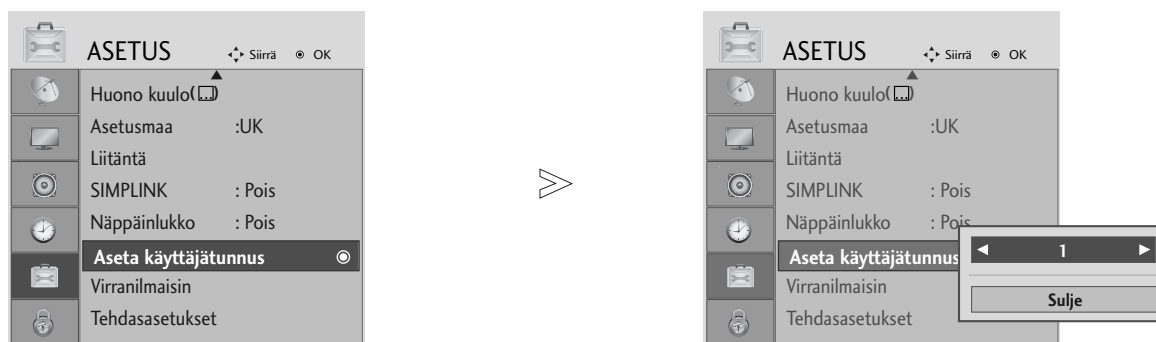 ASETUS Siirrä OK
Huono kuulo( )
Asetusmaa :UK
Liitäntä
SIMPLINK : Pois
Näppäinlukko : Pois
Aseta käyttäjätunnus
Virranilmaisin
Tehdasasetukset
ASETUS Siirrä OK
Huono kuulo( )
Asetusmaa :UK
Liitäntä
SIMPLINK : Pois
Näppäinlukko : Pois
Aseta käyttäjätunnus
◄ 1 ►
Virranilmaisin
Sulje
Tehdasasetukset